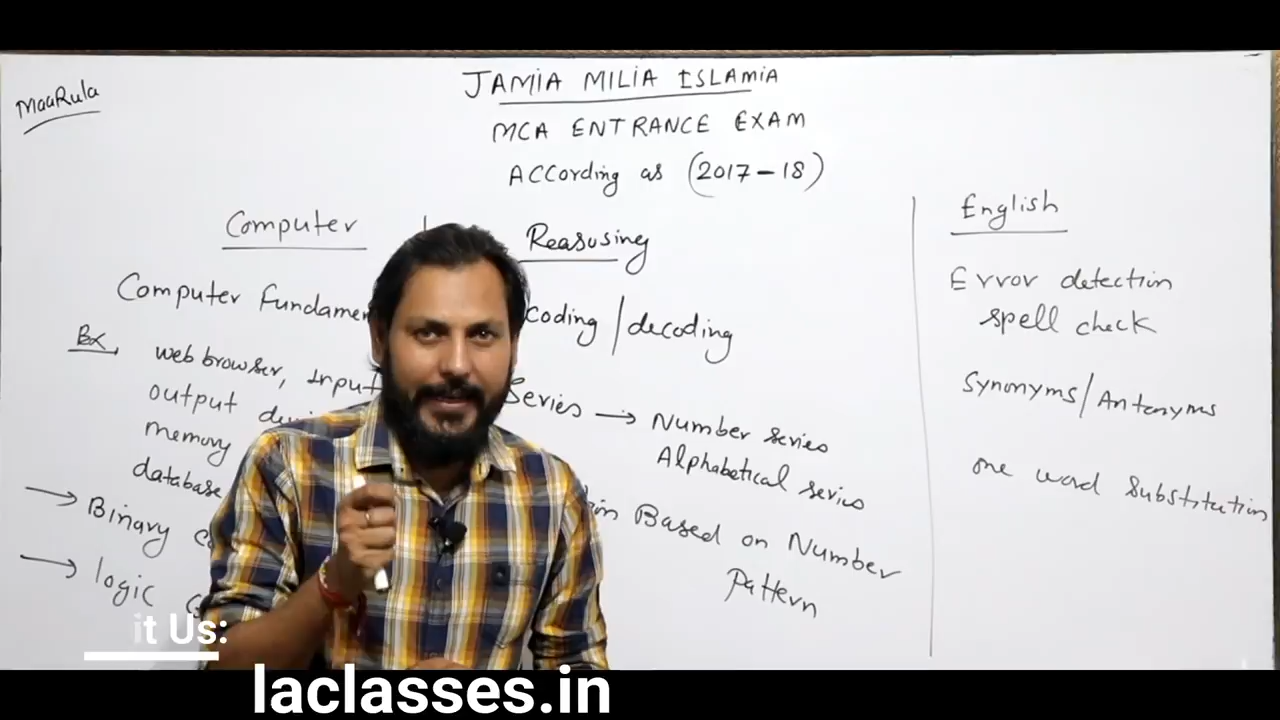 MaaRula
JAMIA MILIA ISLAMIA
MCA ENTRANCE EXAM
ACCording as (2017-18)
Computer
Reasusing
English
Computer Fundamen
coding/decoding
Error detection
spell check
Ex
web browser, Input
output devi
memory
database
Series → Number series
Alphabetical series
Synonyms/Antonyms
→ Binary c
Based on Number
Pattern
one word Substitution
→ logic
it Us:
laclasses.in